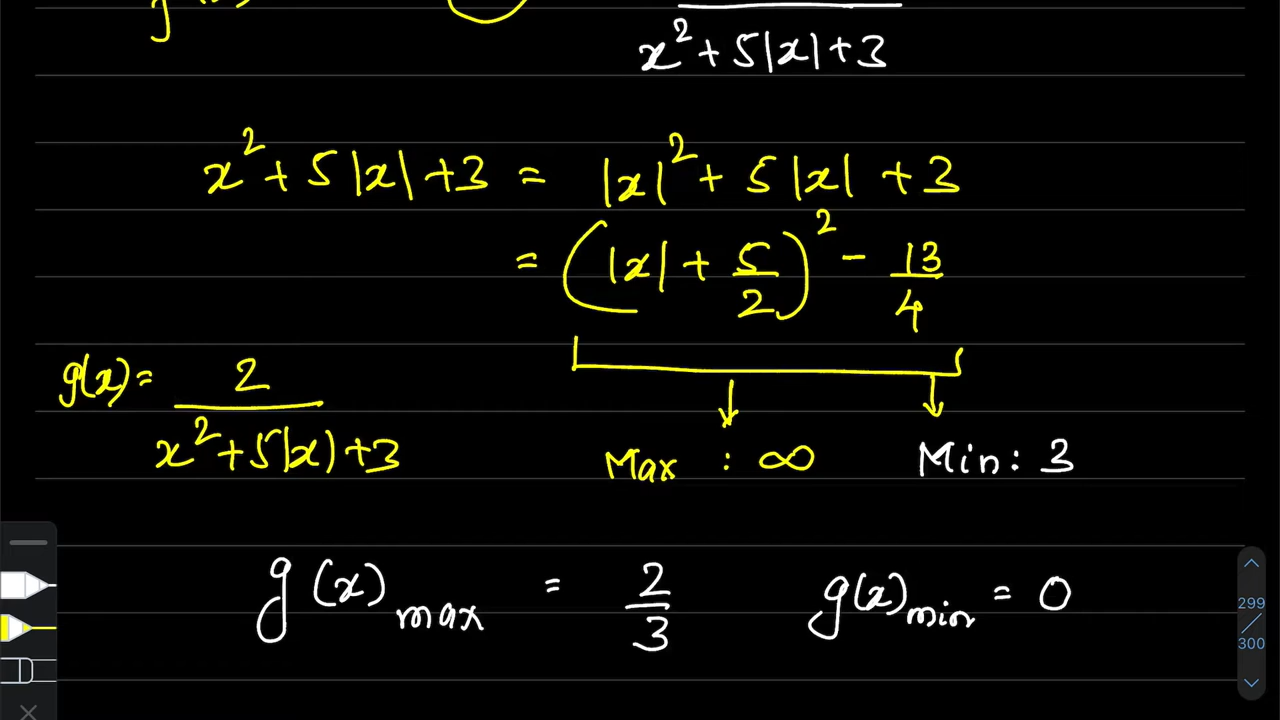 x² + 5|x| + 3
x² + 5|x| + 3 = |x|² + 5|x| + 3
= (|x| + 5/2)² - 13/4
g(x) = 2/(x² + 5|x) + 3)
Max : ∞ Min : 3
g(x)max = 2/3 g(x)min = 0
299
300